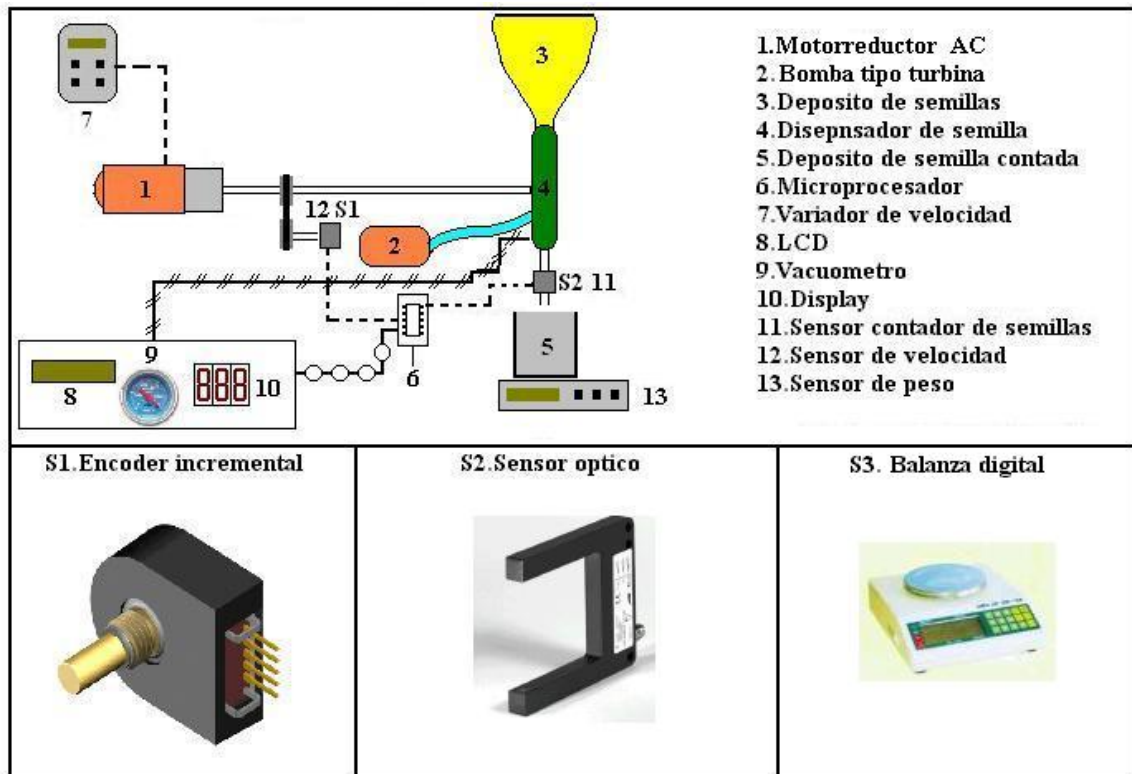 3
7
1
12 S1
2
4
S2 11
9
8
10
6
5
13
1.Motorreductor AC
2.Bomba tipo turbina
3.Deposito de semillas
4.Disepnsador de semilla
5.Deposito de semilla contada
6.Microprocesador
7.Variador de velocidad
8.LCD
9.Vacuometro
10.Display
11.Sensor contador de semillas
12.Sensor de velocidad
13.Sensor de peso
S1.Encoder incremental
S2.Sensor optico
S3. Balanza digital
888